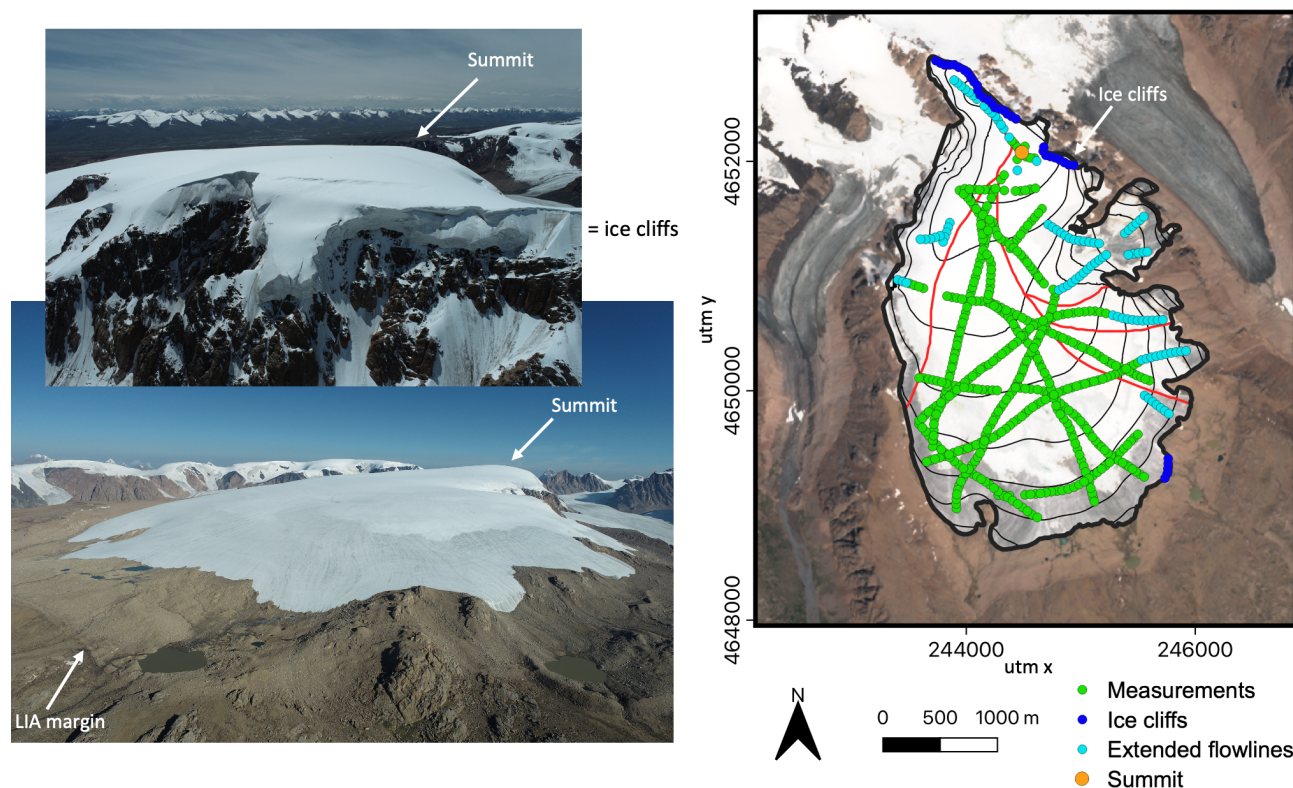 Summit
= ice cliffs
Summit
LIA margin
Ice cliffs
utm y
4652000
4650000
4648000
244000
246000
utm x
N
0 500 1000 m
Measurements
Ice cliffs
Extended flowlines
Summit